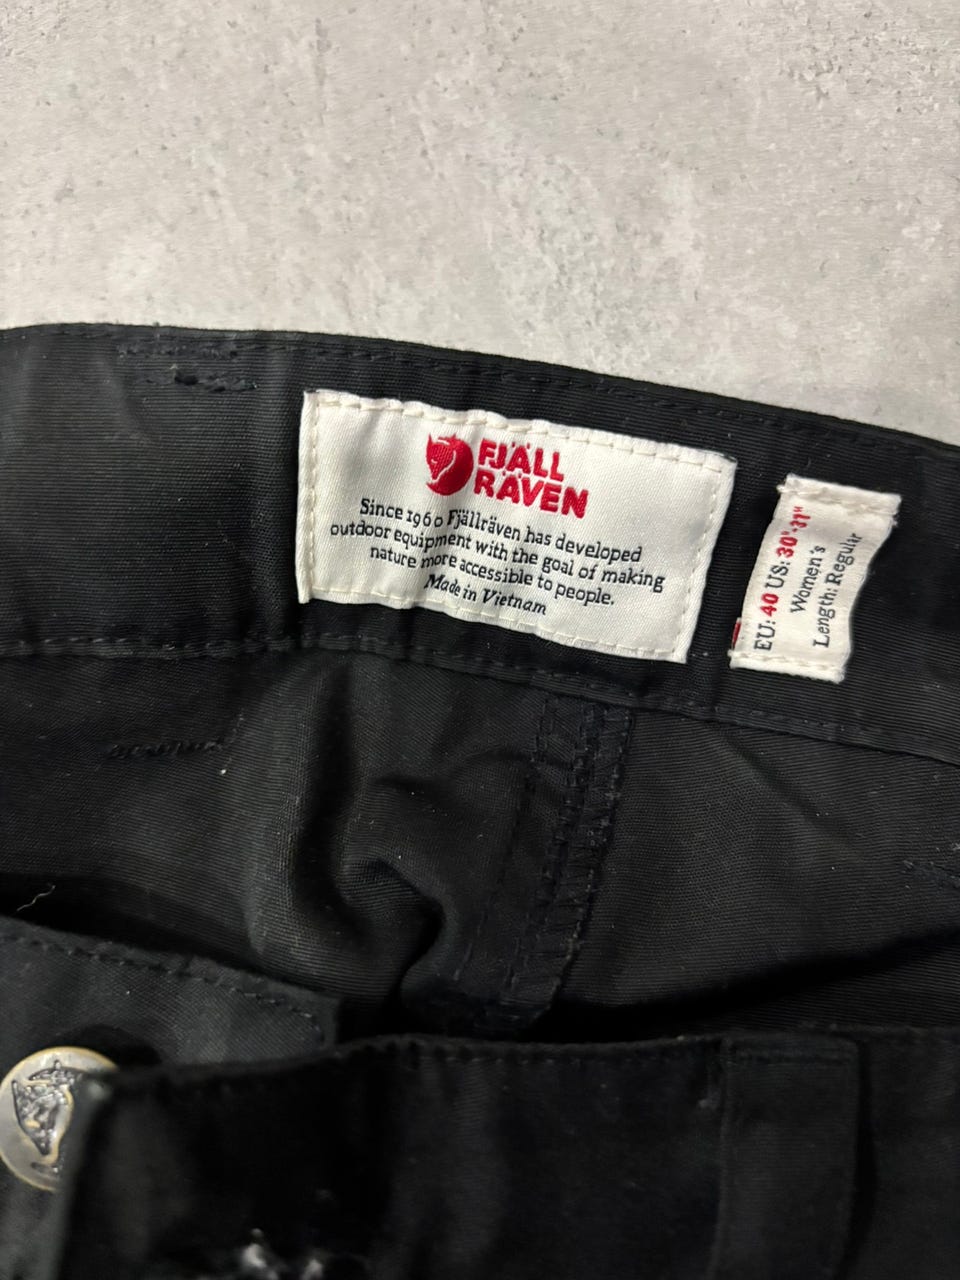 FJÄLL
RÄVEN
Since 1960 Fjällräven has developed
outdoor equipment with the goal of making
nature more accessible to people.
Made in Vietnam
EU: 40 US: 30"-31"
Women's
Length: Regular